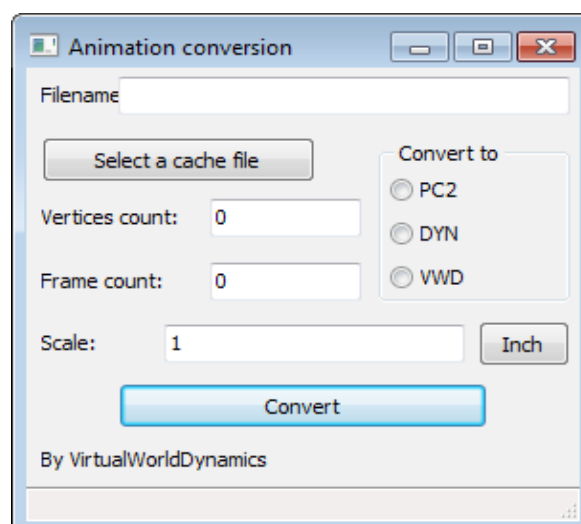 Animation conversion
Filename
Select a cache file
Convert to
PC2
Vertices count: 0
DYN
Frame count: 0
VWD
Scale: 1 Inch
Convert
By VirtualWorldDynamics